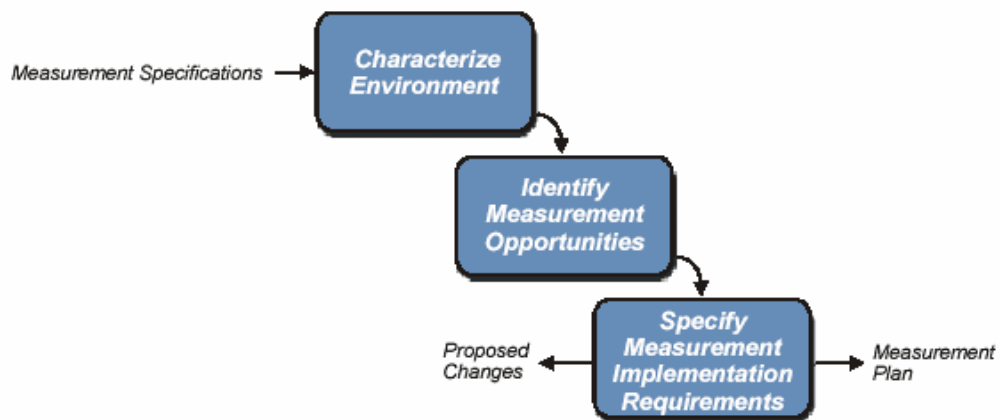 Measurement Specifications
Characterize
Environment
Identify
Measurement
Opportunities
Specify
Measurement
Implementation
Requirements
Proposed
Changes
Measurement
Plan